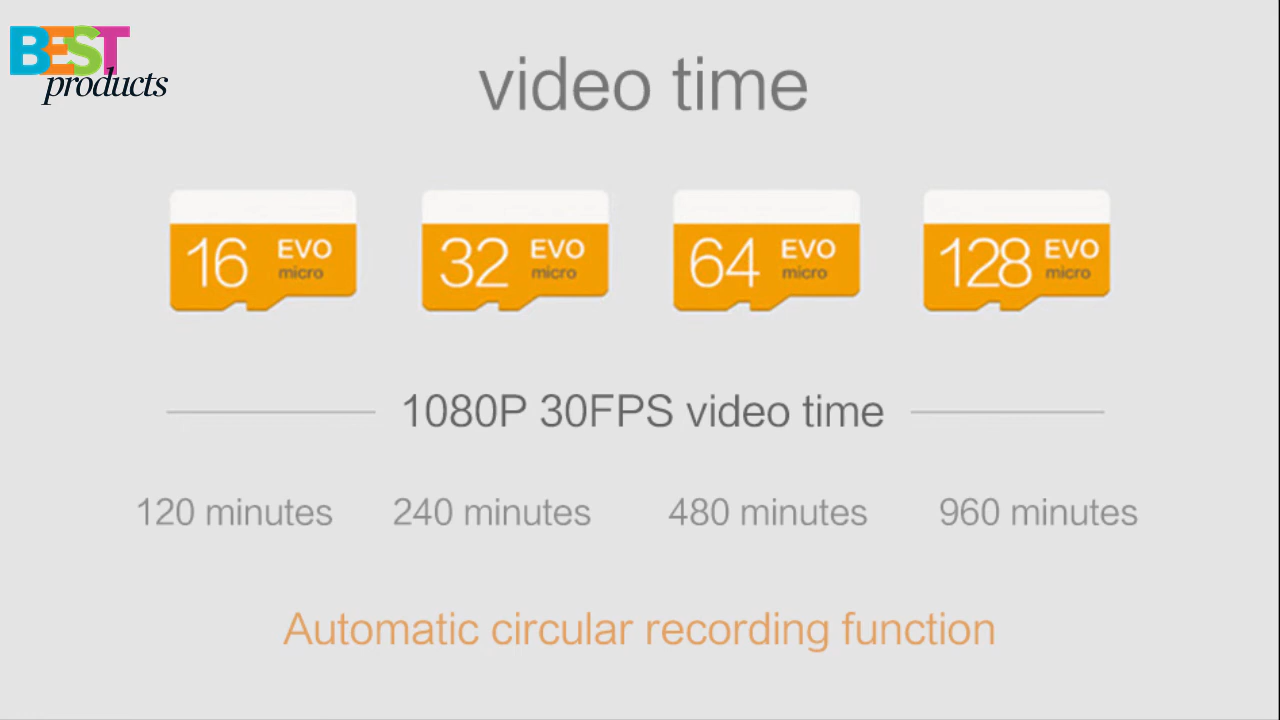 BEST
products
video time
16 EVO micro
32 EVO micro
64 EVO micro
128 EVO micro
1080P 30FPS video time
120 minutes 240 minutes 480 minutes 960 minutes
Automatic circular recording function